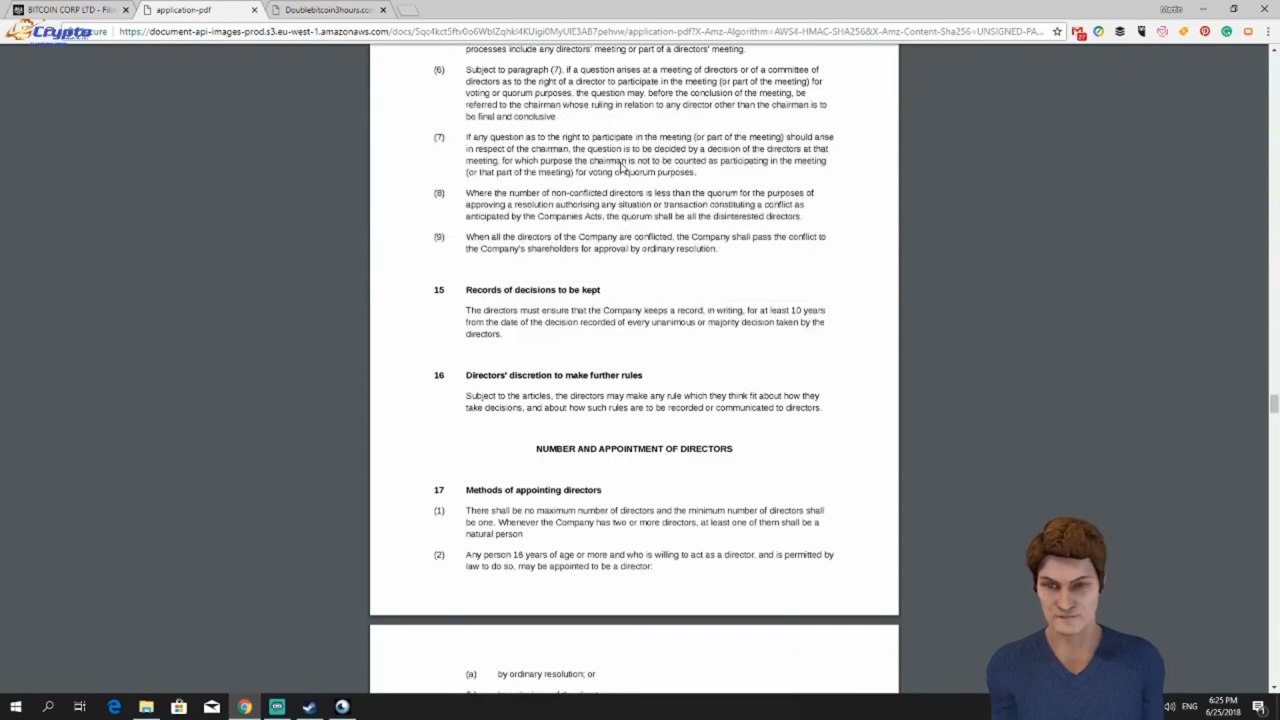 BITCOIN CORP LTD - Fili
application-pdf
Doublebitcoin3hours.com
Crypto
https://document-api-images-prod.s3.eu-west-1.amazonaws.com/docs/
/application-pdf?X-Amz-Algorithm=AWS4-HMAC-SHA256&X-Amz-Content-Sha256=UNSIGNED-PA...
27
processes include any directors' meeting or part of a directors' meeting.
(6) Subject to paragraph (7), if a question arises at a meeting of directors or of a committee of
directors as to the right of a director to participate in the meeting (or part of the meeting) for
voting or quorum purposes, the question may, before the conclusion of the meeting, be
referred to the chairman whose ruling in relation to any director other than the chairman is to
be final and conclusive
(7) If any question as to the right to participate in the meeting (or part of the meeting) should arise
in respect of the chairman, the question is to be decided by a decision of the directors at that
meeting, for which purpose the chairman is not to be counted as participating in the meeting
(or that part of the meeting) for voting or quorum purposes.
(8) Where the number of non-conflicted directors is less than the quorum for the purposes of
approving a resolution authorising any situation or transaction constituting a conflict as
anticipated by the Companies Acts, the quorum shall be all the disinterested directors.
(9) When all the directors of the Company are conflicted, the Company shall pass the conflict to
the Company's shareholders for approval by ordinary resolution.
15 Records of decisions to be kept
The directors must ensure that the Company keeps a record, in writing, for at least 10 years
from the date of the decision recorded of every unanimous or majority decision taken by the
directors.
16 Directors' discretion to make further rules
Subject to the articles, the directors may make any rule which they think fit about how they
take decisions, and about how such rules are to be recorded or communicated to directors.
NUMBER AND APPOINTMENT OF DIRECTORS
17 Methods of appointing directors
(1) There shall be no maximum number of directors and the minimum number of directors shall
be one. Whenever the Company has two or more directors, at least one of them shall be a
natural person
(2) Any person 16 years of age or more and who is willing to act as a director, and is permitted by
law to do so, may be appointed to be a director:
(a) by ordinary resolution; or
ENG
6:25 PM
6/25/2018